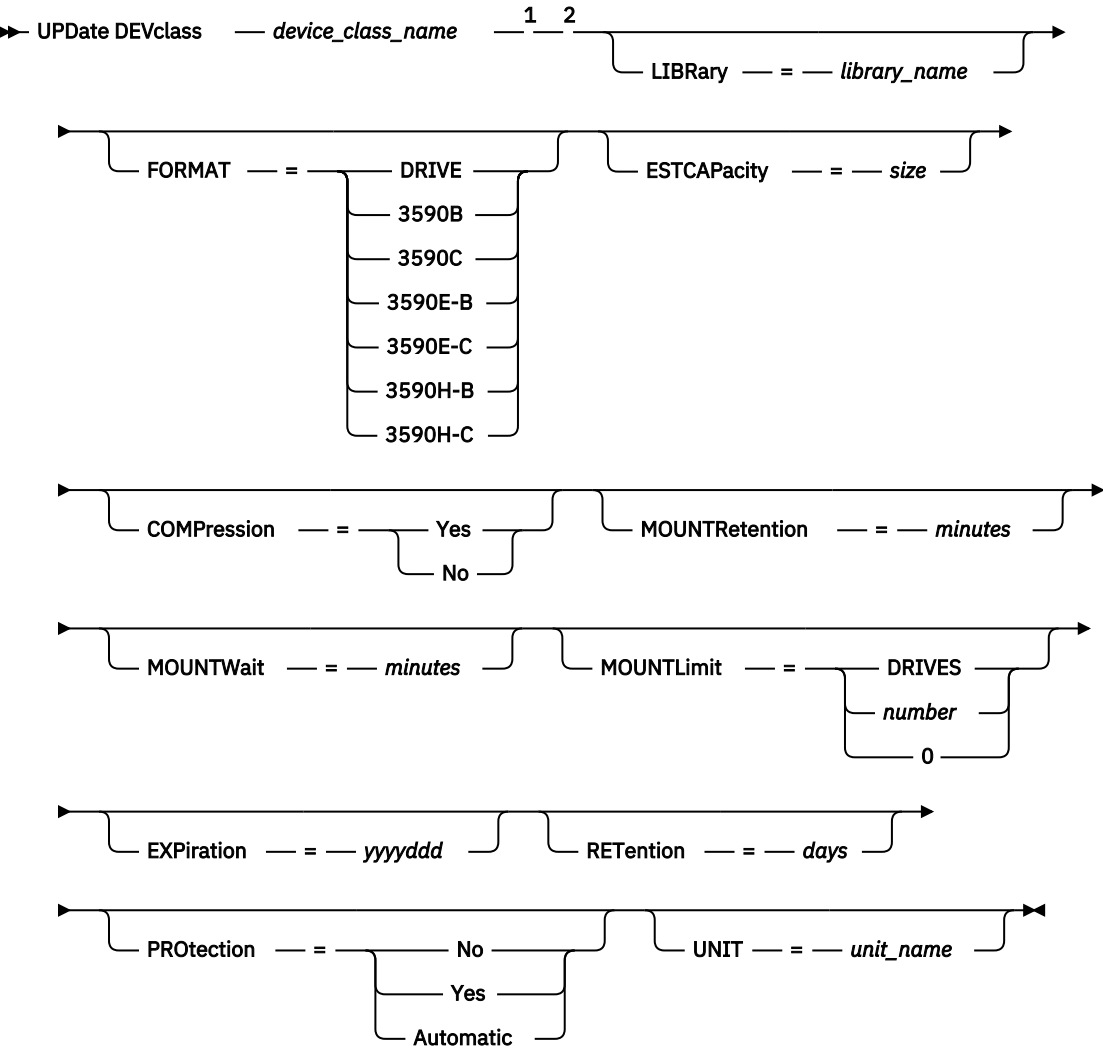 1 2
UPDate DEVclass device_class_name
LIBRary = library_name
FORMAT = DRIVE
3590B
3590C
3590E-B
3590E-C
3590H-B
3590H-C
ESTCAPacity = size
COMPression = Yes
No
MOUNTRetention = minutes
MOUNTWait = minutes
MOUNTLimit = DRIVES
number
0
EXPiration = yyyyddd
RETention = days
PROtection = No
Yes
Automatic
UNIT = unit_name